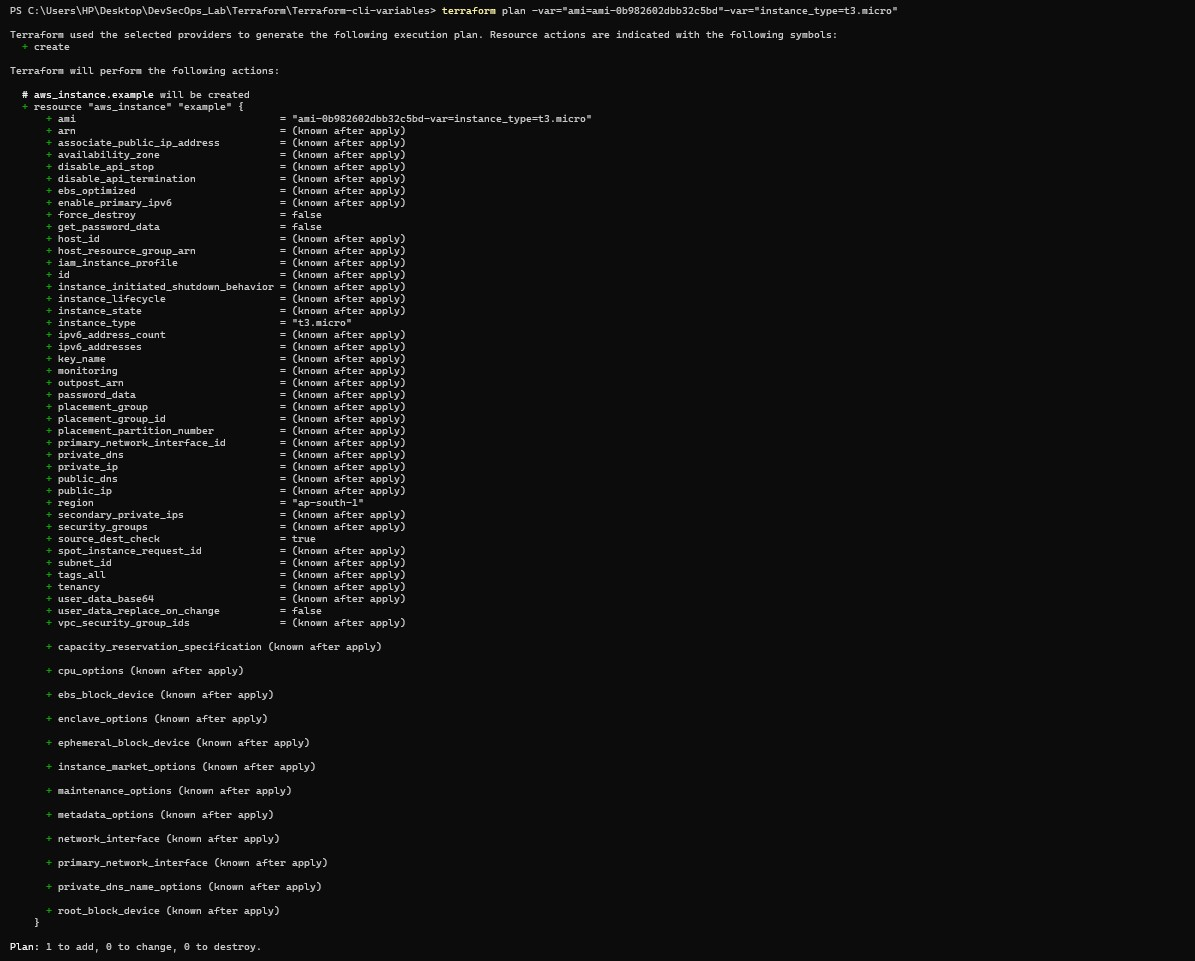 PS C:\Users\HP\Desktop\DevSecOps_Lab\Terraform\Terraform-cli-variables> terraform plan -var="ami=ami-0b982602dbb32c5bd"-var="instance_type=t3.micro"
Terraform used the selected providers to generate the following execution plan. Resource actions are indicated with the following symbols:
+ create
Terraform will perform the following actions:
# aws_instance.example will be created
+ resource "aws_instance" "example" {
+ ami = "ami-0b982602dbb32c5bd-var=instance_type=t3.micro"
+ arn = (known after apply)
+ associate_public_ip_address = (known after apply)
+ availability_zone = (known after apply)
+ disable_api_stop = (known after apply)
+ disable_api_termination = (known after apply)
+ ebs_optimized = (known after apply)
+ enable_primary_ipv6 = (known after apply)
+ force_destroy = false
+ get_password_data = false
+ host_id = (known after apply)
+ host_resource_group_arn = (known after apply)
+ iam_instance_profile = (known after apply)
+ id = (known after apply)
+ instance_initiated_shutdown_behavior = (known after apply)
+ instance_lifecycle = (known after apply)
+ instance_state = (known after apply)
+ instance_type = "t3.micro"
+ ipv6_address_count = (known after apply)
+ ipv6_addresses = (known after apply)
+ key_name = (known after apply)
+ monitoring = (known after apply)
+ outpost_arn = (known after apply)
+ password_data = (known after apply)
+ placement_group = (known after apply)
+ placement_group_id = (known after apply)
+ placement_partition_number = (known after apply)
+ primary_network_interface_id = (known after apply)
+ private_dns = (known after apply)
+ private_ip = (known after apply)
+ public_dns = (known after apply)
+ public_ip = (known after apply)
+ region = "ap-south-1"
+ secondary_private_ips = (known after apply)
+ security_groups = (known after apply)
+ source_dest_check = true
+ spot_instance_request_id = (known after apply)
+ subnet_id = (known after apply)
+ tags_all = (known after apply)
+ tenancy = (known after apply)
+ user_data_base64 = (known after apply)
+ user_data_replace_on_change = false
+ vpc_security_group_ids = (known after apply)
+ capacity_reservation_specification (known after apply)
+ cpu_options (known after apply)
+ ebs_block_device (known after apply)
+ enclave_options (known after apply)
+ ephemeral_block_device (known after apply)
+ instance_market_options (known after apply)
+ maintenance_options (known after apply)
+ metadata_options (known after apply)
+ network_interface (known after apply)
+ primary_network_interface (known after apply)
+ private_dns_name_options (known after apply)
+ root_block_device (known after apply)
}
Plan: 1 to add, 0 to change, 0 to destroy.